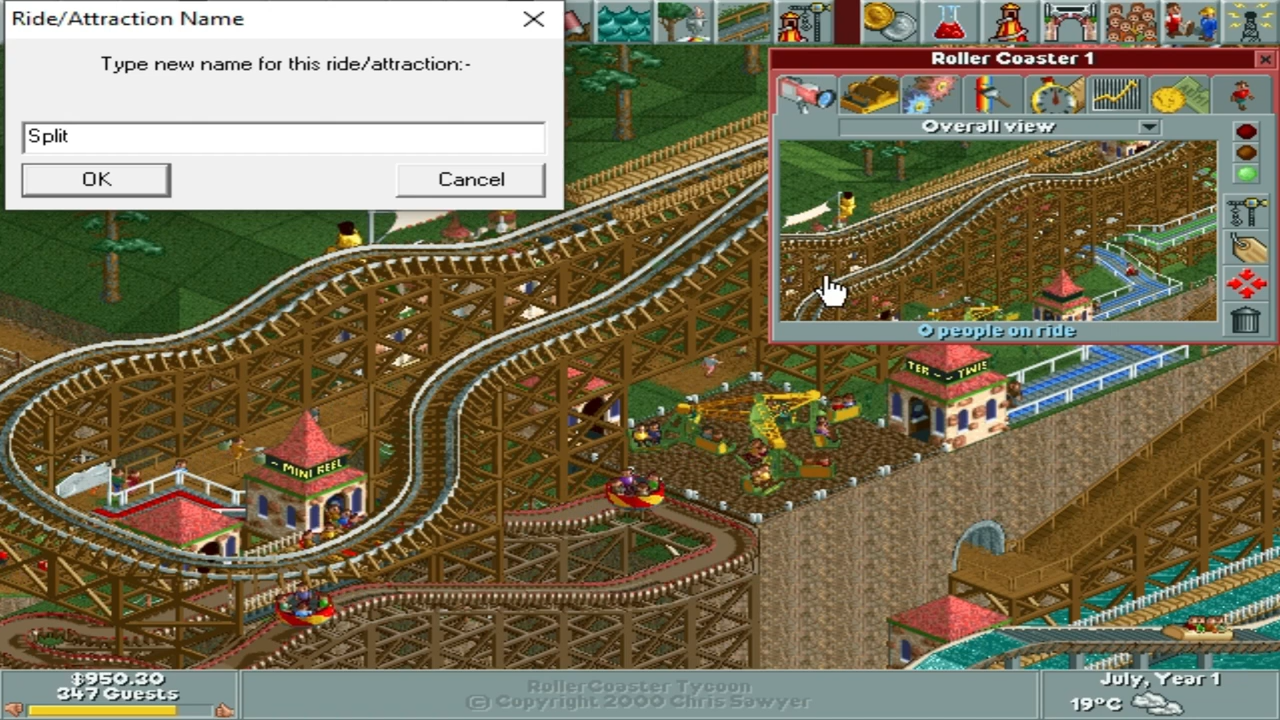 Ride/Attraction Name
Type new name for this ride/attraction:-
Split
OK
Cancel
Roller Coaster 1
Overall view
0 people on ride
- MINI REEL
TER - - TWIS
$950.30
347 Guests
RollerCoaster Tycoon
© Copyright 2000 Chris Sawyer
July, Year 1
19°C